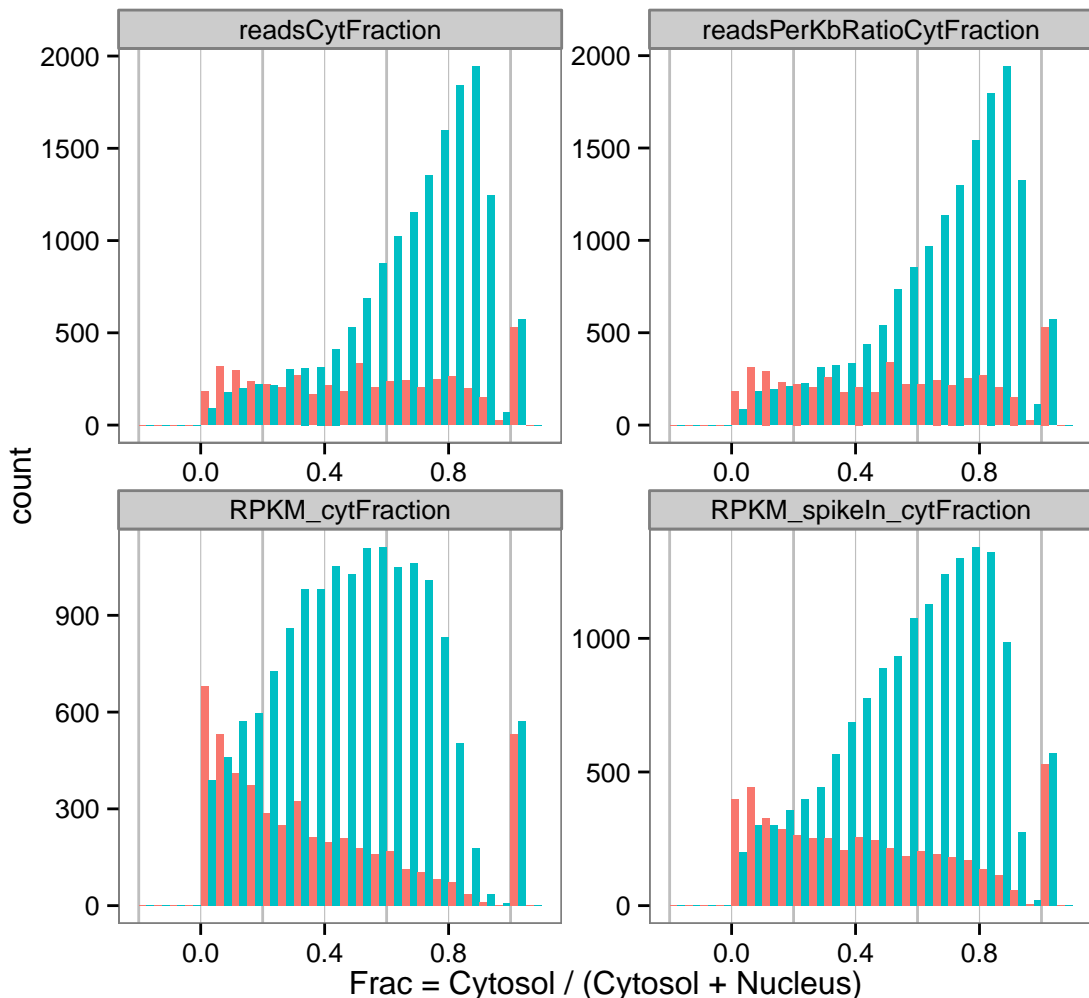 readsCytFraction
readsPerKbRatioCytFraction
2000
1500
1000
500
0
2000
1500
1000
500
0
0.0 0.4 0.8
0.0 0.4 0.8
count
RPKM_cytFraction
RPKM_spikeIn_cytFraction
900
600
300
0
1000
500
0
0.0 0.4 0.8
0.0 0.4 0.8
Frac = Cytosol / (Cytosol + Nucleus)